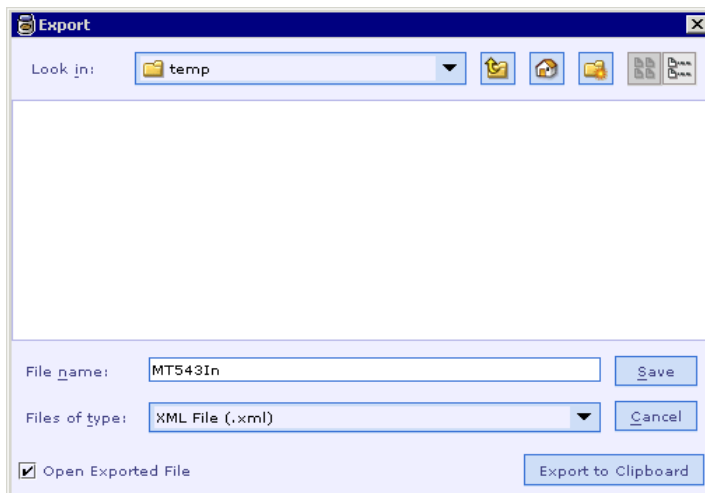 Export
Look in: temp
File name: MT543In Save
Files of type: XML File (.xml) Cancel
Open Exported File Export to Clipboard